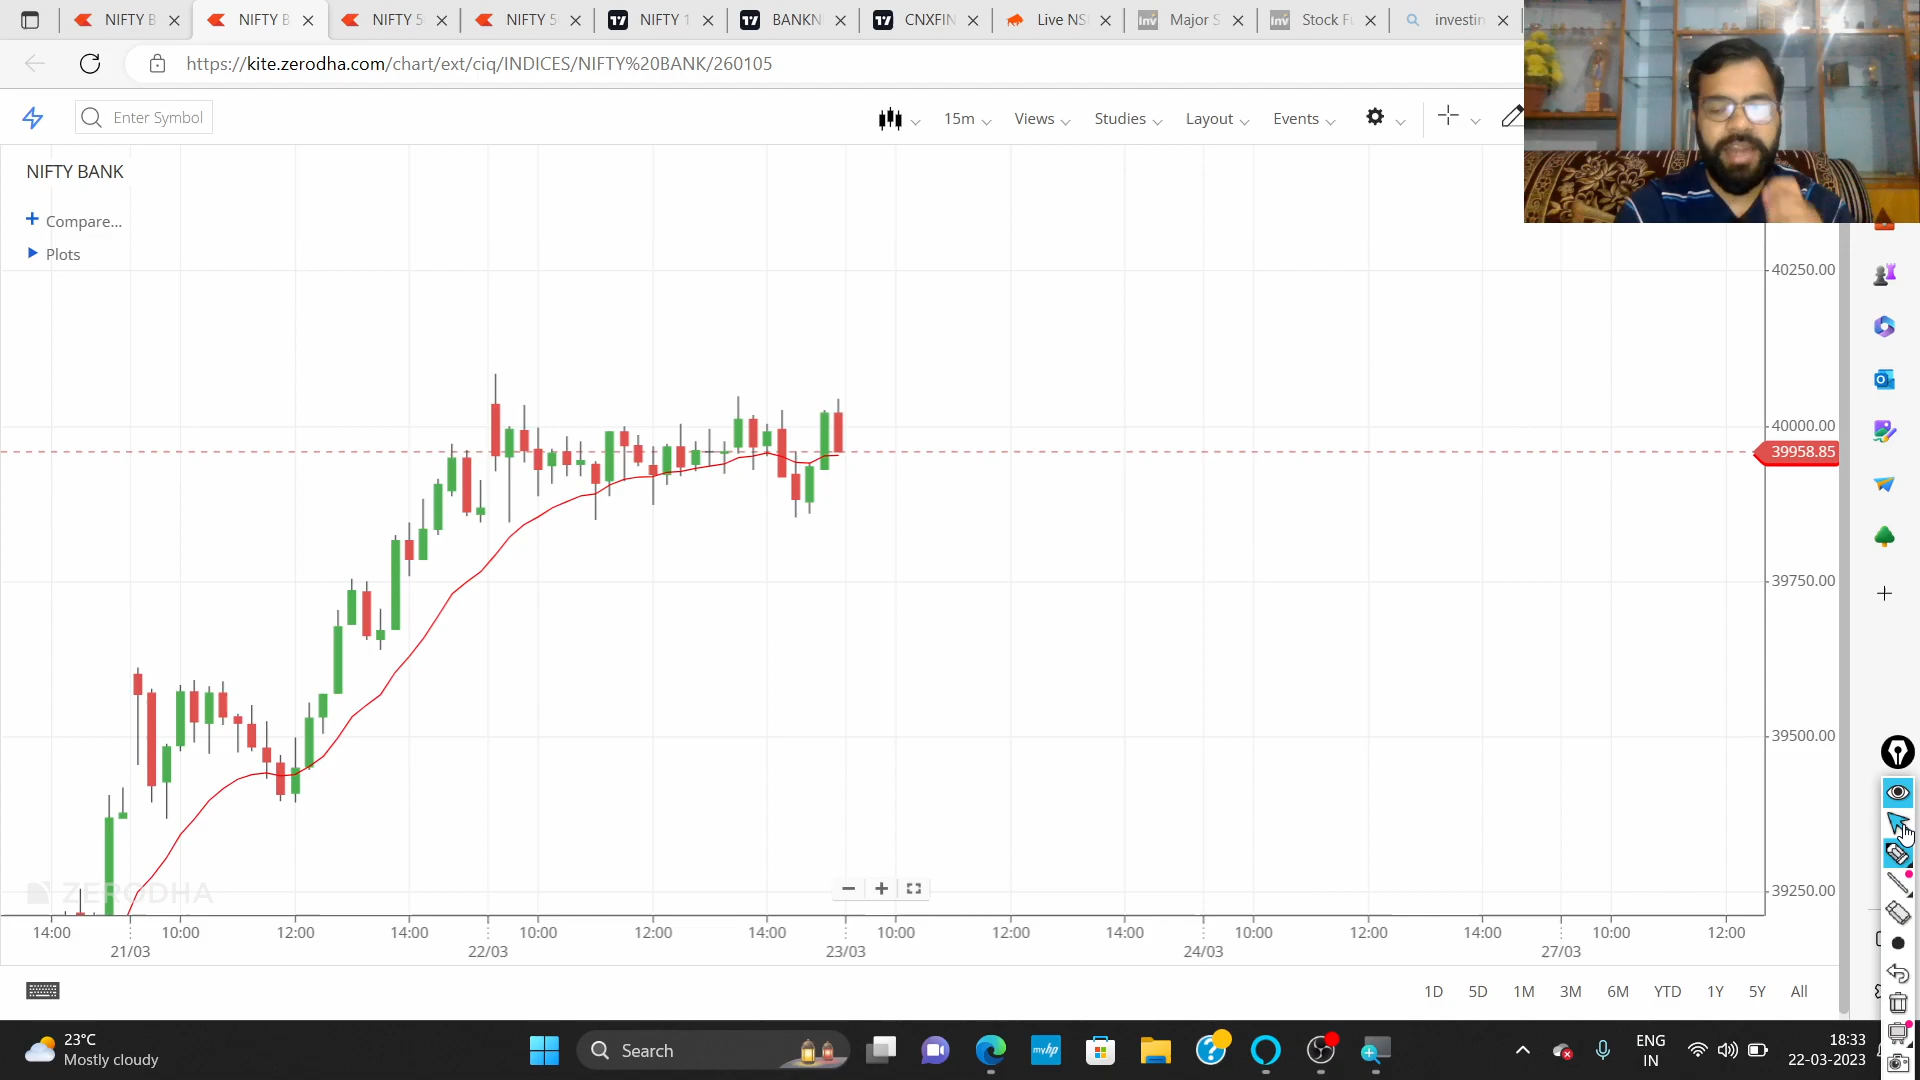 NIFTY B
NIFTY B
NIFTY 5
NIFTY 5
NIFTY 1
BANKN
CNXFIN
Live NS
Major S
Stock Fu
investin
https://kite.zerodha.com/chart/ext/ciq/INDICES/NIFTY%20BANK/260105
Enter Symbol
15m
Views
Studies
Layout
Events
NIFTY BANK
+ Compare...
Plots
40250.00
40000.00
39958.85
39750.00
39500.00
39250.00
ZERODHA
14:00
10:00
12:00
14:00
10:00
12:00
14:00
10:00
12:00
14:00
10:00
12:00
14:00
10:00
12:00
21/03
22/03
23/03
24/03
27/03
1D
5D
1M
3M
6M
YTD
1Y
5Y
All
23°C
Mostly cloudy
Search
myhp
ENG
IN
18:33
22-03-2023